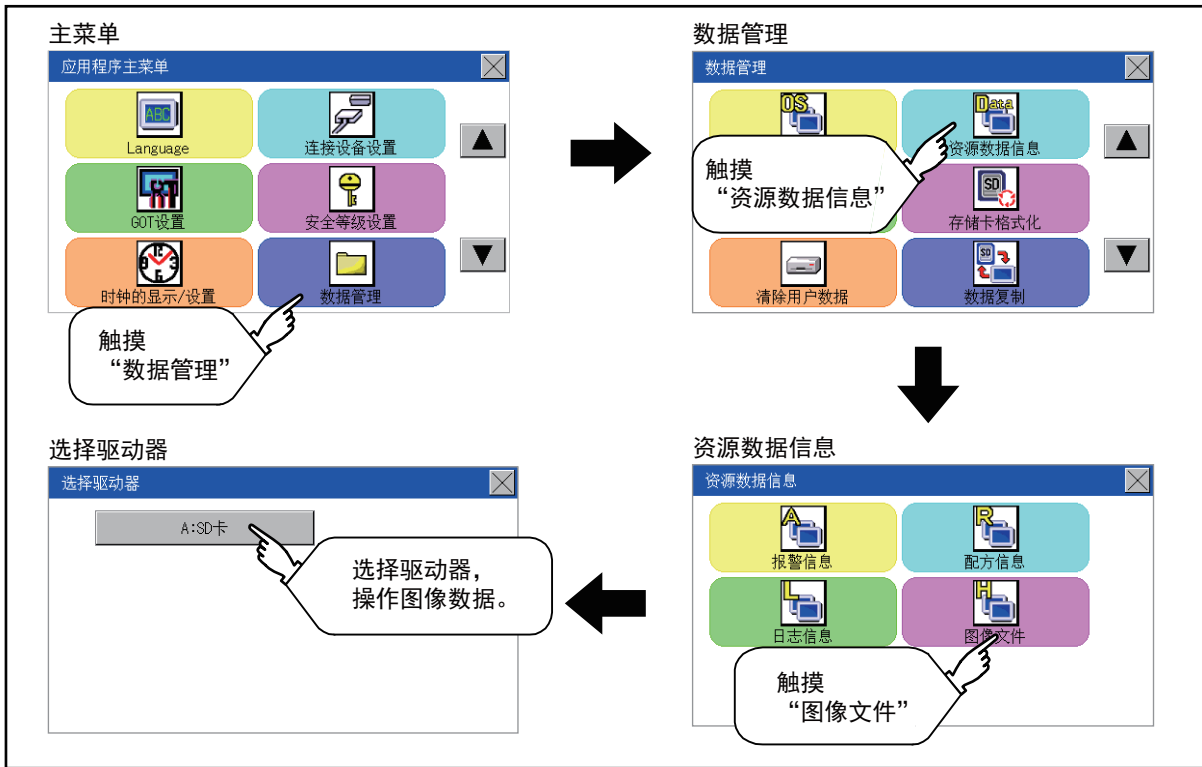 主菜单
应用程序主菜单
ABC
Language
连接设备设置
GOT设置
安全等级设置
时钟的显示/设置
数据管理
触摸
“数据管理”
数据管理
数据管理
OS
Data
资源数据信息
触摸
“资源数据信息”
SD
存储卡格式化
清除用户数据
SD
数据复制
资源数据信息
资源数据信息
A
报警信息
R
配方信息
L
日志信息
H
图像文件
触摸
“图像文件”
选择驱动器
选择驱动器
A:SD卡
选择驱动器，
操作图像数据。